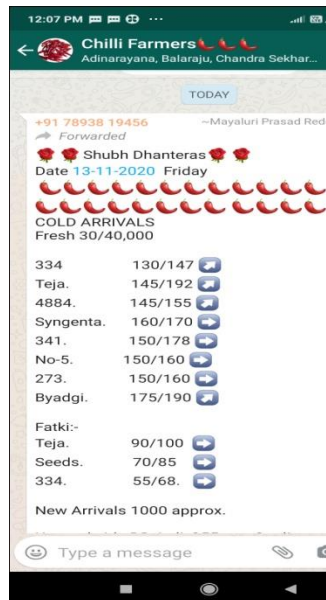 12:07 PM
Chilli Farmers🌶🌶🌶
Adinarayana, Balaraju, Chandra Sekhar...
TODAY
+91 78938 19456 ~Mayaluri Prasad Red
Forwarded
🌹 🌹 Shubh Dhanteras🌹 🌹
Date 13-11-2020 Friday
🌶🌶🌶🌶🌶🌶🌶🌶🌶🌶
🌶🌶🌶🌶🌶🌶🌶🌶🌶🌶
COLD ARRIVALS
Fresh 30/40,000
334 130/147 ↗️
Teja. 145/192 ↗️
4884. 145/155 ↗️
Syngenta. 160/170 ➡️
341. 150/178 ➡️
No-5. 150/160 ➡️
273. 150/160 ➡️
Byadgi. 175/190 ↗️
Fatki:-
Teja. 90/100 ➡️
Seeds. 70/85 ➡️
334. 55/68. ➡️
New Arrivals 1000 approx.
Type a message